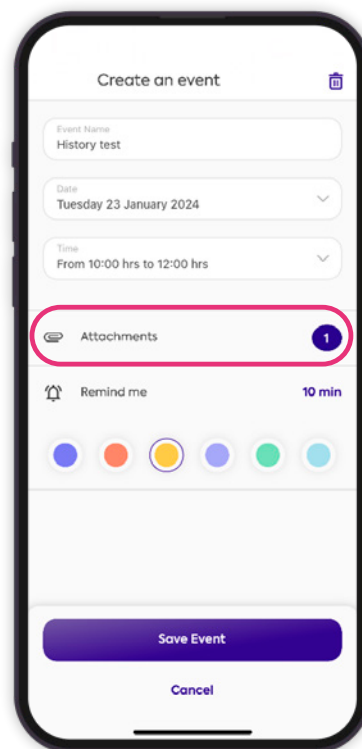 Create an event
Event Name
History test
Date
Tuesday 23 January 2024
Time
From 10:00 hrs to 12:00 hrs
Attachments 1
Remind me 10 min
Save Event
Cancel